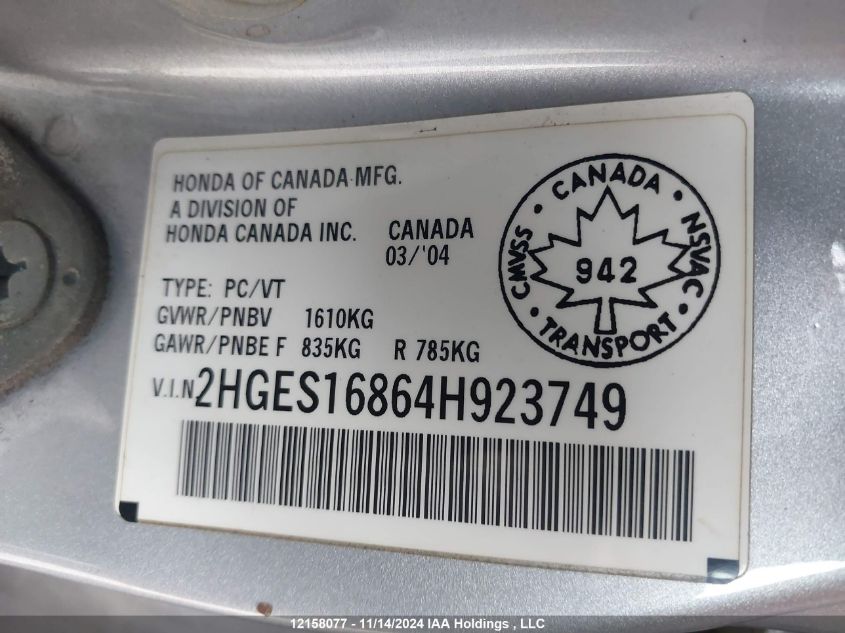 HONDA OF CANADA MFG.
A DIVISION OF
HONDA CANADA INC. CANADA
03/'04
TYPE: PC/VT
GVWR/PNBV 1610KG
GAWR/PNBE F 835KG R 785KG
V.I.N 2HGES16864H923749
CANADA
CMVSS • NSVAC
942
TRANSPORT
12158077 - 11/14/2024 IAA Holdings , LLC